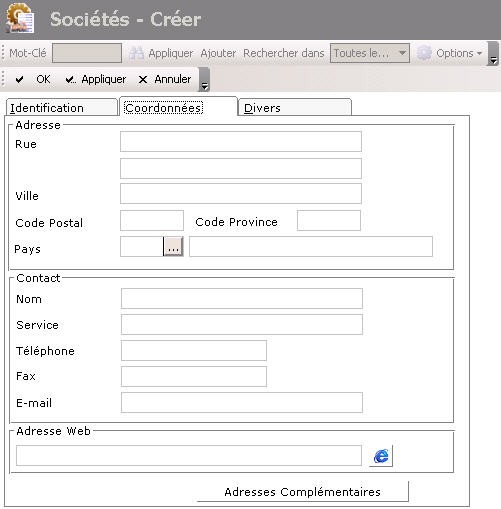 Sociétés - Créer
Mot-Clé Appliquer Ajouter Rechercher dans Toutes le... Options
OK Appliquer Annuler
Identification Coordonnées Divers
Adresse
Rue
Ville
Code Postal Code Province
Pays ...
Contact
Nom
Service
Téléphone
Fax
E-mail
Adresse Web
Adresses Complémentaires